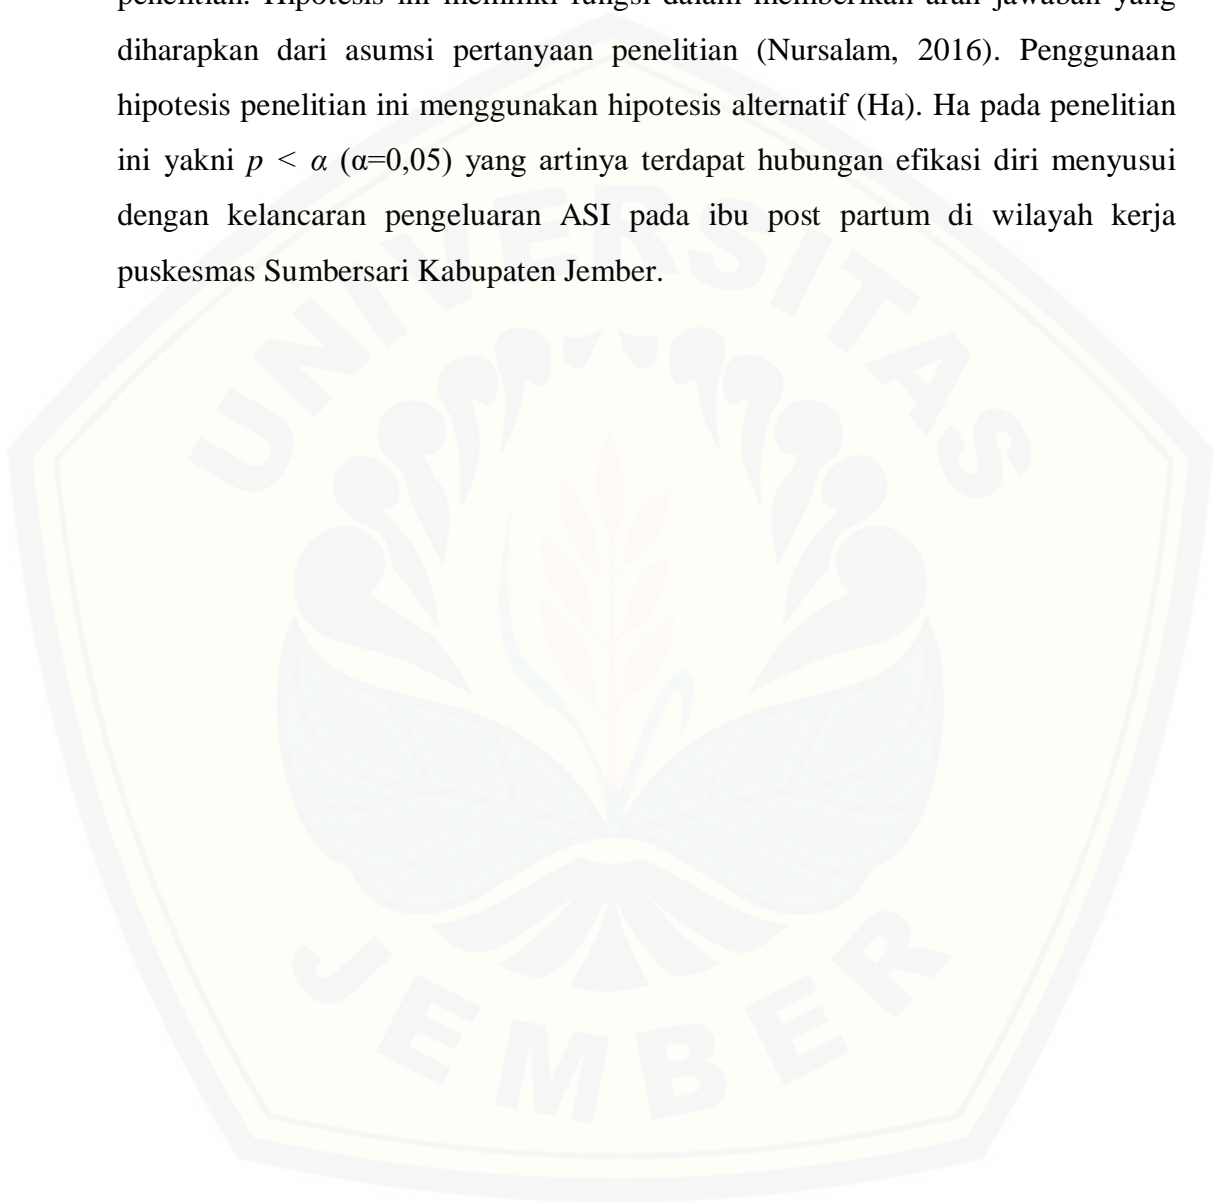 penelitian. Hipotesis ini memiliki fungsi dalam memberikan arah jawaban yang
diharapkan dari asumsi pertanyaan penelitian (Nursalam, 2016). Penggunaan
hipotesis penelitian ini menggunakan hipotesis alternatif (Ha). Ha pada penelitian
ini yakni p < α (α=0,05) yang artinya terdapat hubungan efikasi diri menyusui
dengan kelancaran pengeluaran ASI pada ibu post partum di wilayah kerja
puskesmas Sumbersari Kabupaten Jember.
UNIVERSITAS
JEMBER